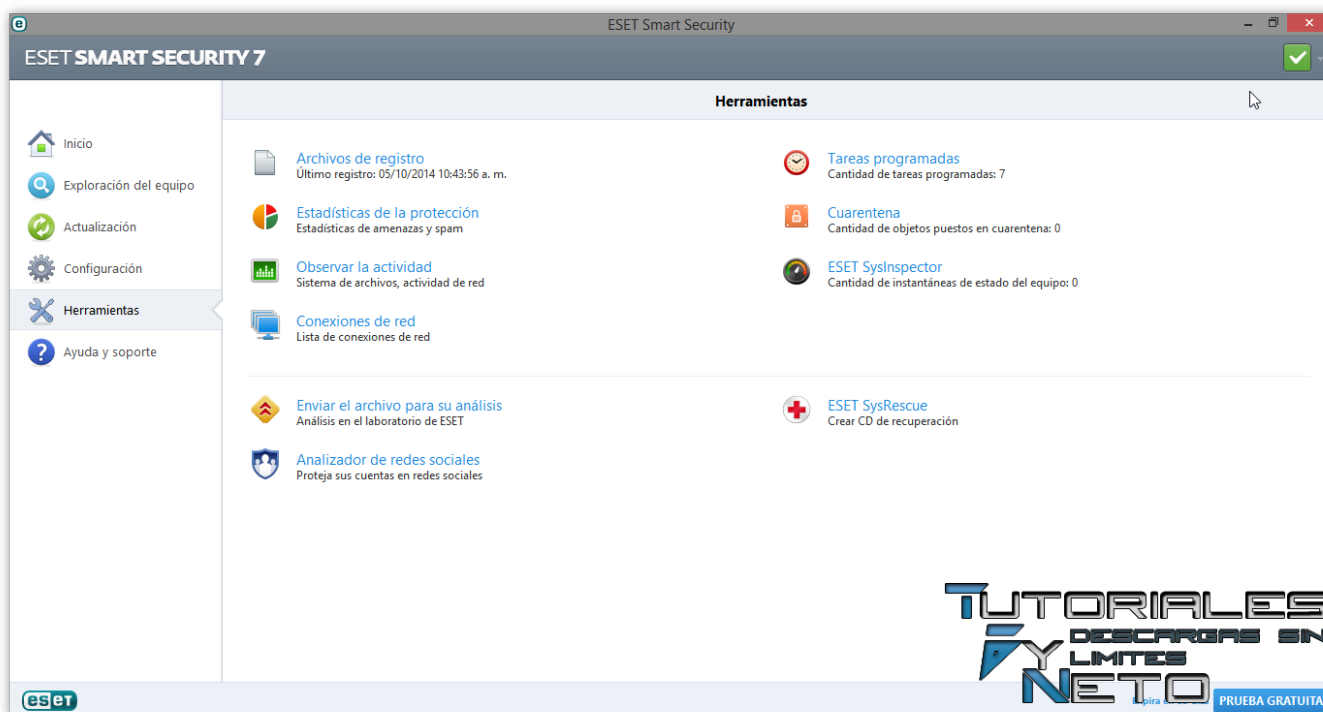 ESET Smart Security
ESET SMART SECURITY 7
Inicio
Exploración del equipo
Actualización
Configuración
Herramientas
Ayuda y soporte
Herramientas
Archivos de registro
Último registro: 05/10/2014 10:43:56 a. m.
Estadísticas de la protección
Estadísticas de amenazas y spam
Observar la actividad
Sistema de archivos, actividad de red
Conexiones de red
Lista de conexiones de red
Tareas programadas
Cantidad de tareas programadas: 7
Cuarentena
Cantidad de objetos puestos en cuarentena: 0
ESET SysInspector
Cantidad de instantáneas de estado del equipo: 0
Enviar el archivo para su análisis
Análisis en el laboratorio de ESET
Analizador de redes sociales
Proteja sus cuentas en redes sociales
ESET SysRescue
Crear CD de recuperación
TUTORIALES
DESCARGAS SIN
Y LIMITES
NETO
eseT
PRUEBA GRATUITA